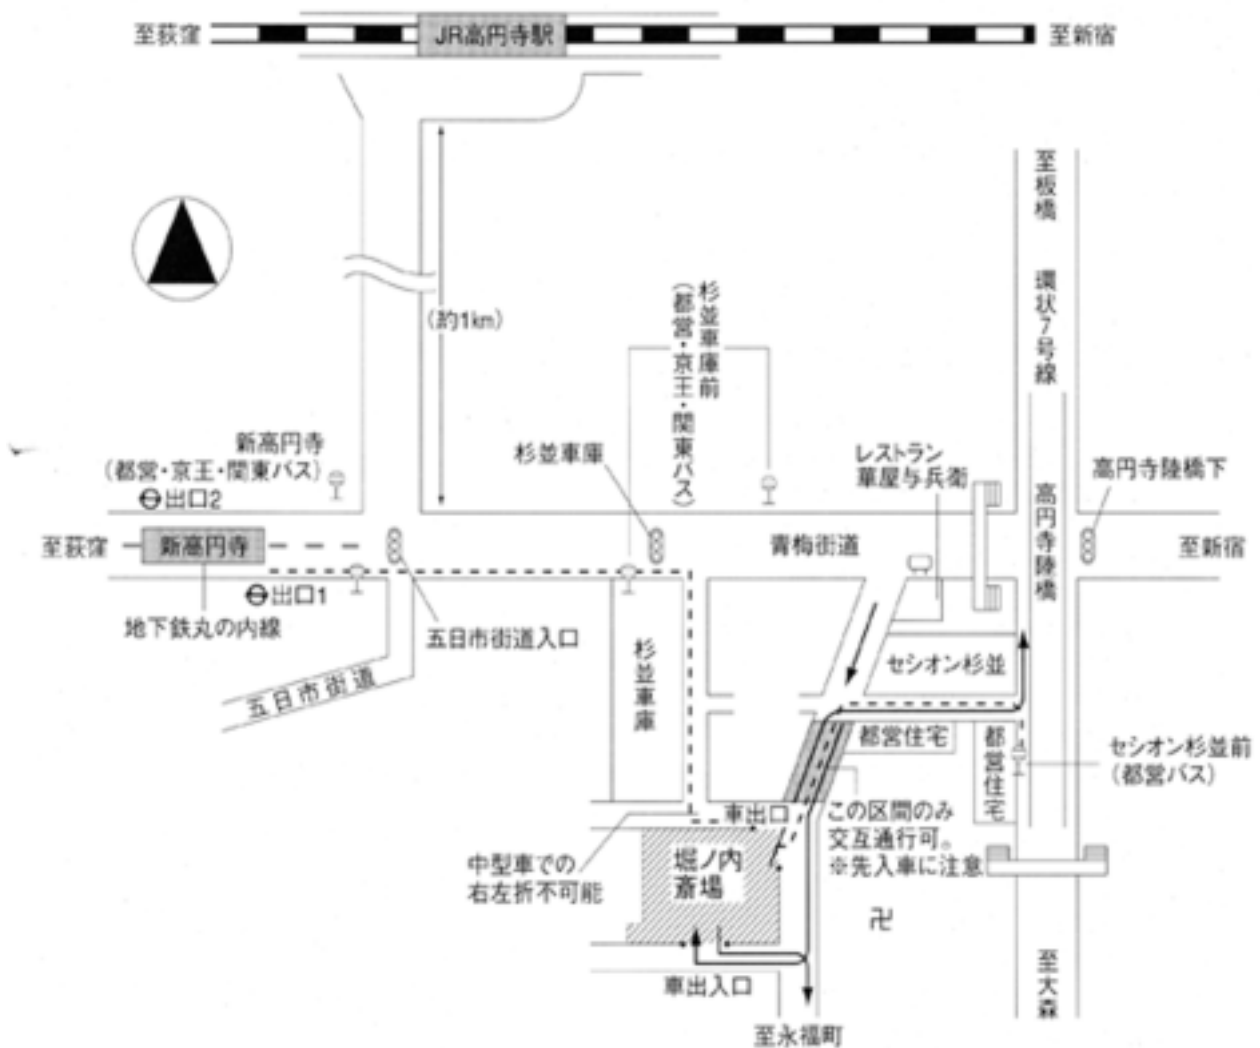 至荻窪
JR高円寺駅
至新宿
至板橋
環状7号線
(約1km)
杉並車庫前
(都営・京王・関東バス)
新高円寺
(都営・京王・関東バス)
出口2
杉並車庫
レストラン
華屋与兵衛
高円寺陸橋下
至荻窪
新高円寺
青梅街道
高円寺陸橋
至新宿
出口1
地下鉄丸の内線
五日市街道入口
五日市街道
杉並車庫
セシオン杉並
都営住宅
都営住宅
セシオン杉並前
(都営バス)
車出口
この区間のみ
交互通行可。
※先入車に注意
中型車での
右左折不可能
堀ノ内
斎場
卍
車出入口
至大森
至永福町